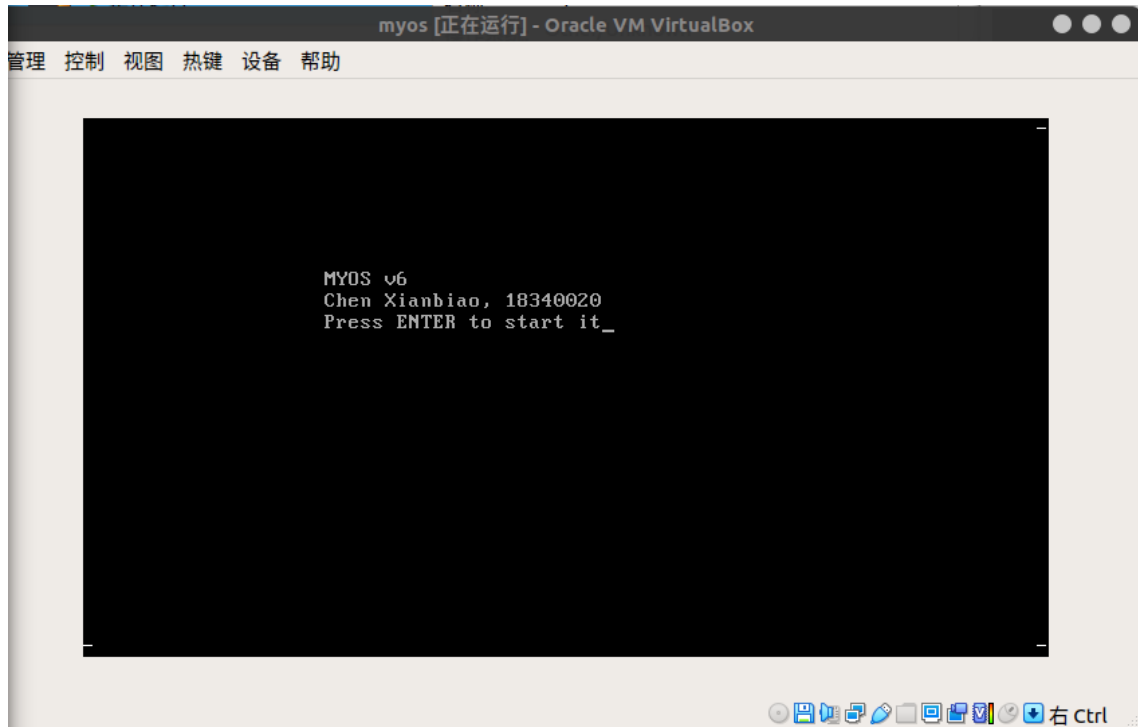 myos [正在运行] - Oracle VM VirtualBox
管理 控制 视图 热键 设备 帮助
MYOS v6
Chen Xianbiao, 18340020
Press ENTER to start it_
右 Ctrl